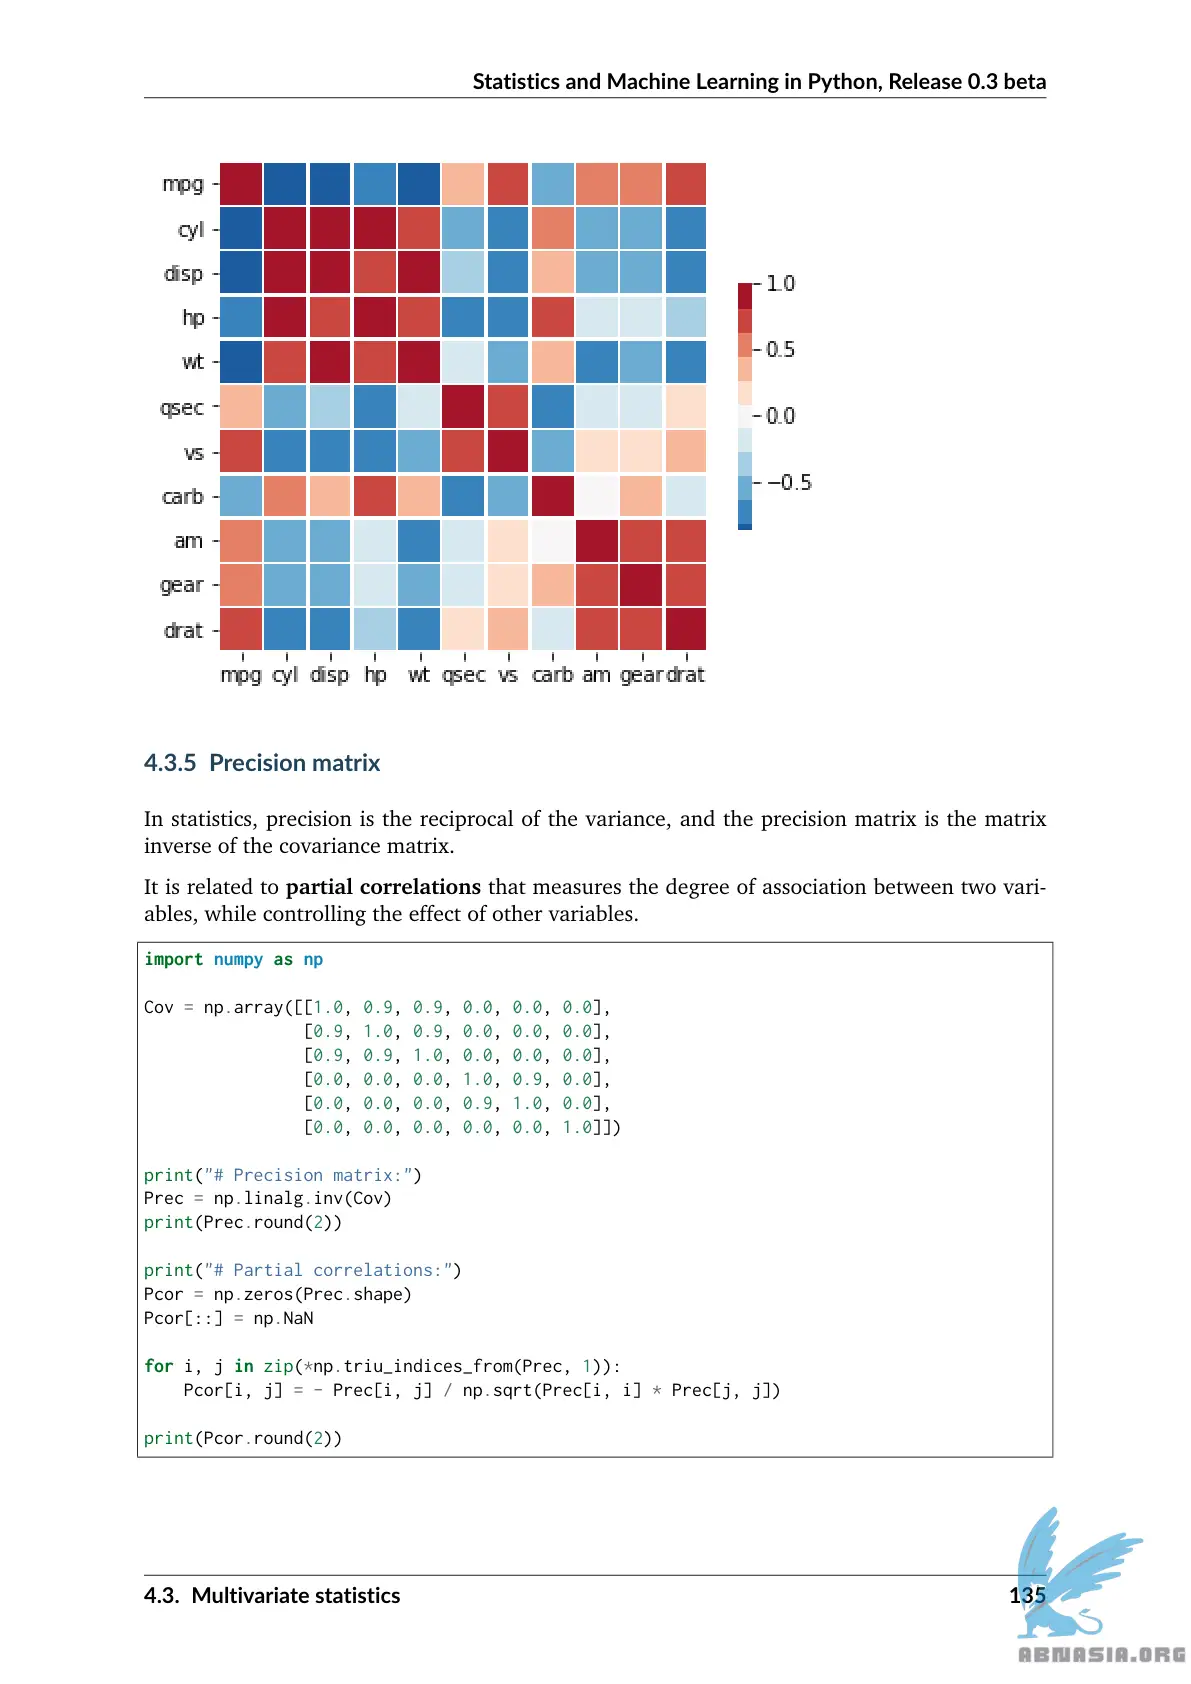 Statistics and Machine Learning in Python, Release 0.3 beta
mpg
cyl
disp
hp
wt
qsec
vs
carb
am
gear
drat
mpg cyl disp hp wt qsec vs carb am gear drat
1.0
0.5
0.0
−0.5
4.3.5 Precision matrix
In statistics, precision is the reciprocal of the variance, and the precision matrix is the matrix
inverse of the covariance matrix.
It is related to partial correlations that measures the degree of association between two vari-
ables, while controlling the effect of other variables.
import numpy as np
Cov = np.array([[1.0, 0.9, 0.9, 0.0, 0.0, 0.0],
[0.9, 1.0, 0.9, 0.0, 0.0, 0.0],
[0.9, 0.9, 1.0, 0.0, 0.0, 0.0],
[0.0, 0.0, 0.0, 1.0, 0.9, 0.0],
[0.0, 0.0, 0.0, 0.9, 1.0, 0.0],
[0.0, 0.0, 0.0, 0.0, 0.0, 1.0]])
print("# Precision matrix:")
Prec = np.linalg.inv(Cov)
print(Prec.round(2))
print("# Partial correlations:")
Pcor = np.zeros(Prec.shape)
Pcor[::] = np.NaN
for i, j in zip(*np.triu_indices_from(Prec, 1)):
Pcor[i, j] = - Prec[i, j] / np.sqrt(Prec[i, i] * Prec[j, j])
print(Pcor.round(2))
4.3. Multivariate statistics 135
ABNASIA.ORG